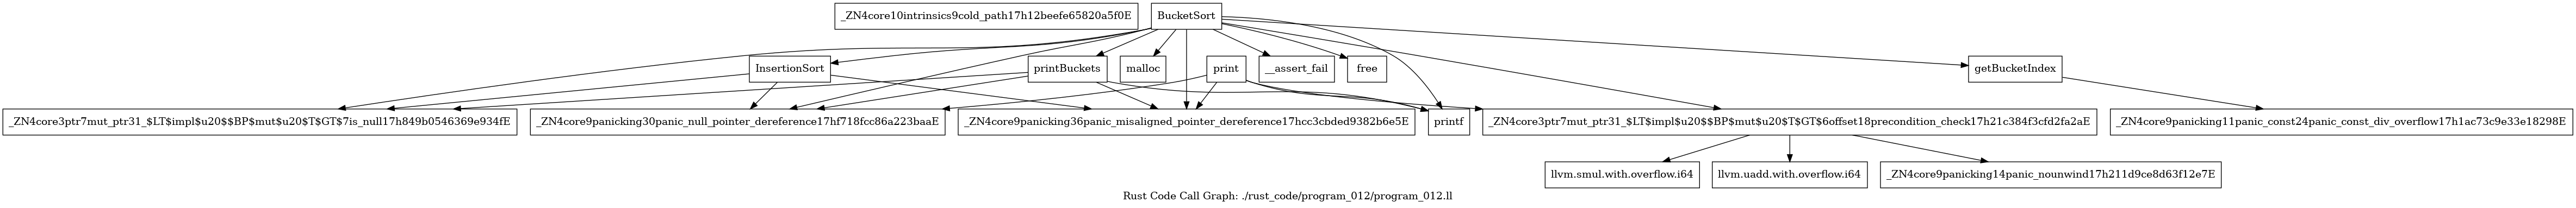 _ZN4core10intrinsics9cold_path17h12beefe65820a5f0E
BucketSort
InsertionSort
printBuckets
malloc
print
__assert_fail
free
getBucketIndex
_ZN4core3ptr7mut_ptr31_$LT$impl$u20$$BP$mut$u20$T$GT$7is_null17h849b0546369e934fE
_ZN4core9panicking30panic_null_pointer_dereference17hf718fcc86a223baaE
_ZN4core9panicking36panic_misaligned_pointer_dereference17hcc3cbded9382b6e5E
printf
_ZN4core3ptr7mut_ptr31_$LT$impl$u20$$BP$mut$u20$T$GT$6offset18precondition_check17h21c384f3cfd2fa2aE
_ZN4core9panicking11panic_const24panic_const_div_overflow17h1ac73c9e33e18298E
llvm.smul.with.overflow.i64
llvm.uadd.with.overflow.i64
_ZN4core9panicking14panic_nounwind17h211d9ce8d63f12e7E
Rust Code Call Graph: ./rust_code/program_012/program_012.ll